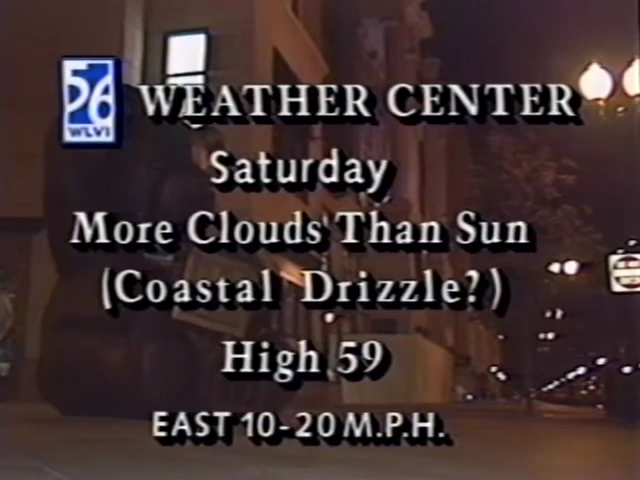 56
WLVI
WEATHER CENTER
Saturday
More Clouds Than Sun
(Coastal Drizzle?)
High 59
EAST 10-20 M.P.H.